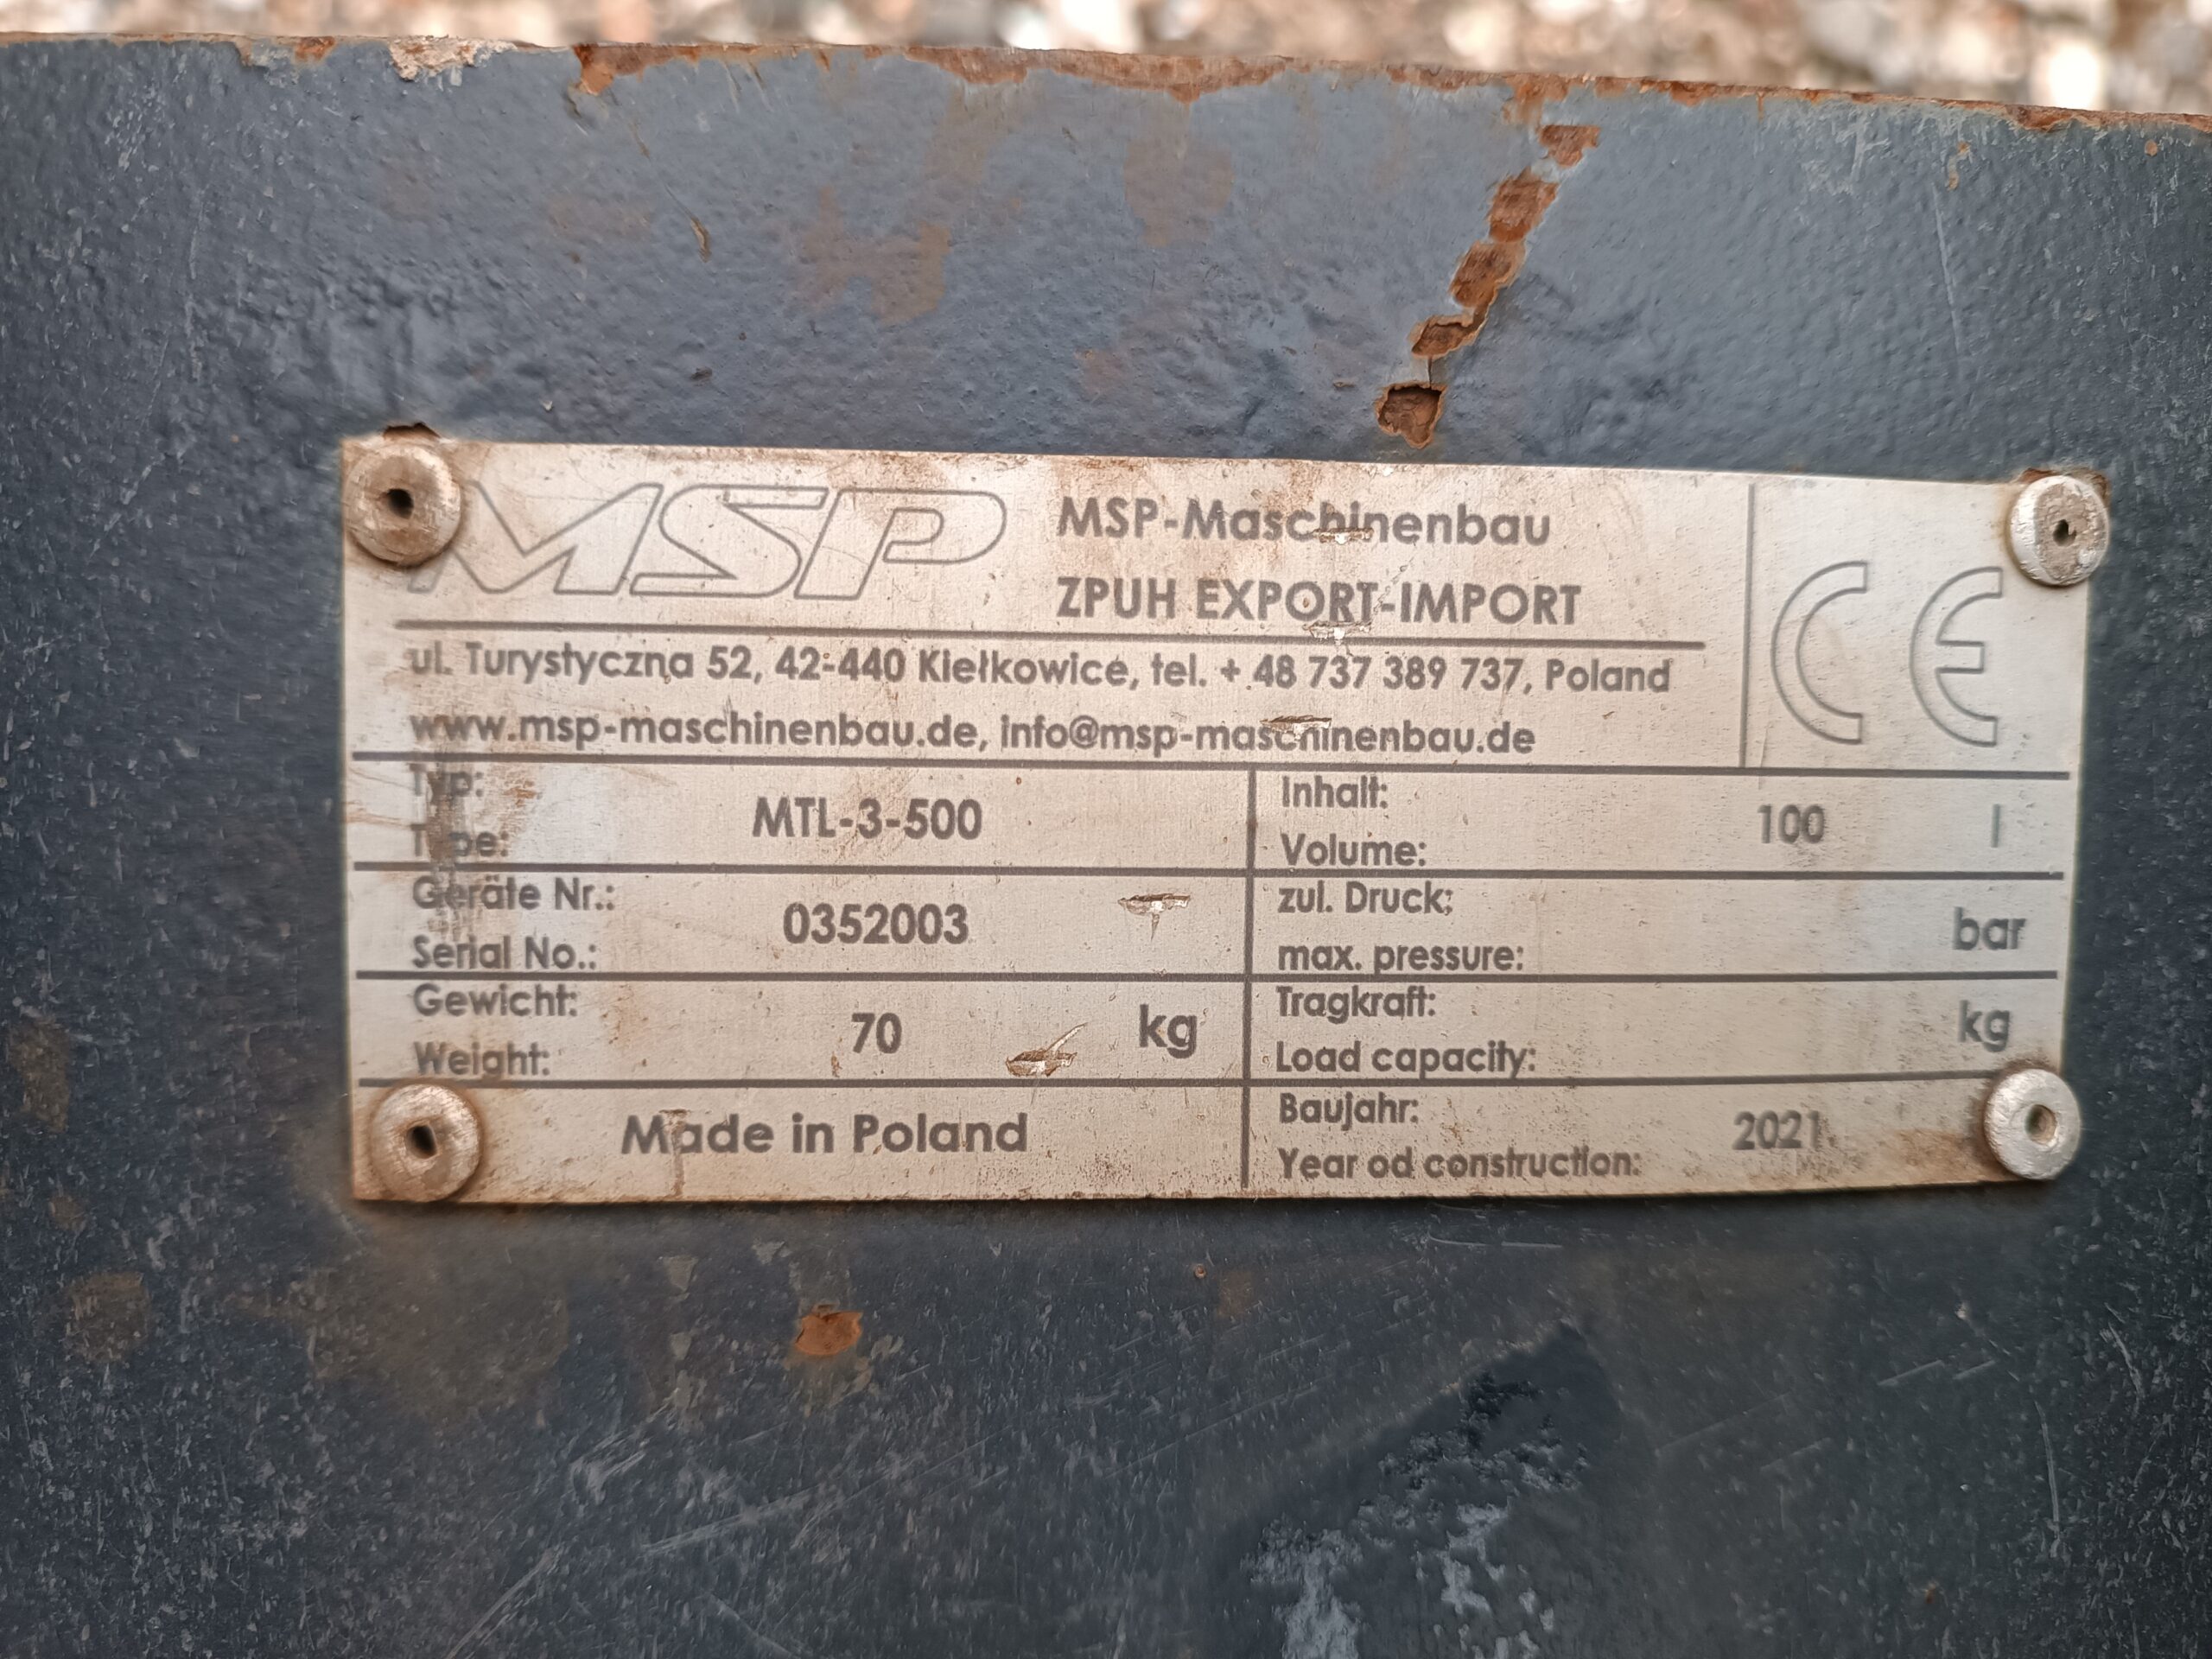 MSP
MSP-Maschinenbau
ZPUH EXPORT-IMPORT
CE
ul. Turystyczna 52, 42-440 Kiełkowice, tel. + 48 737 389 737, Poland
www.msp-maschinenbau.de, info@msp-maschinenbau.de
Typ:
Type:
MTL-3-500
Inhalt:
Volume:
100 l
Geräte Nr.:
Serial No.:
0352003
zul. Druck:
max. pressure:
bar
Gewicht:
Weight:
70 kg
Tragkraft:
Load capacity:
kg
Made in Poland
Baujahr:
Year od construction:
2021